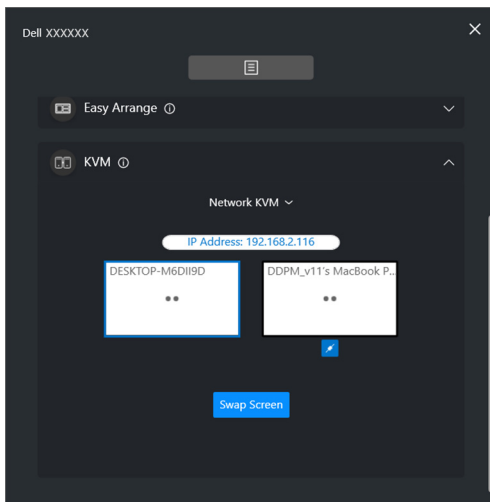 Dell XXXXXX
Easy Arrange
KVM
Network KVM
IP Address: 192.168.2.116
DESKTOP-M6DII9D
DDPM_v11's MacBook P...
Swap Screen